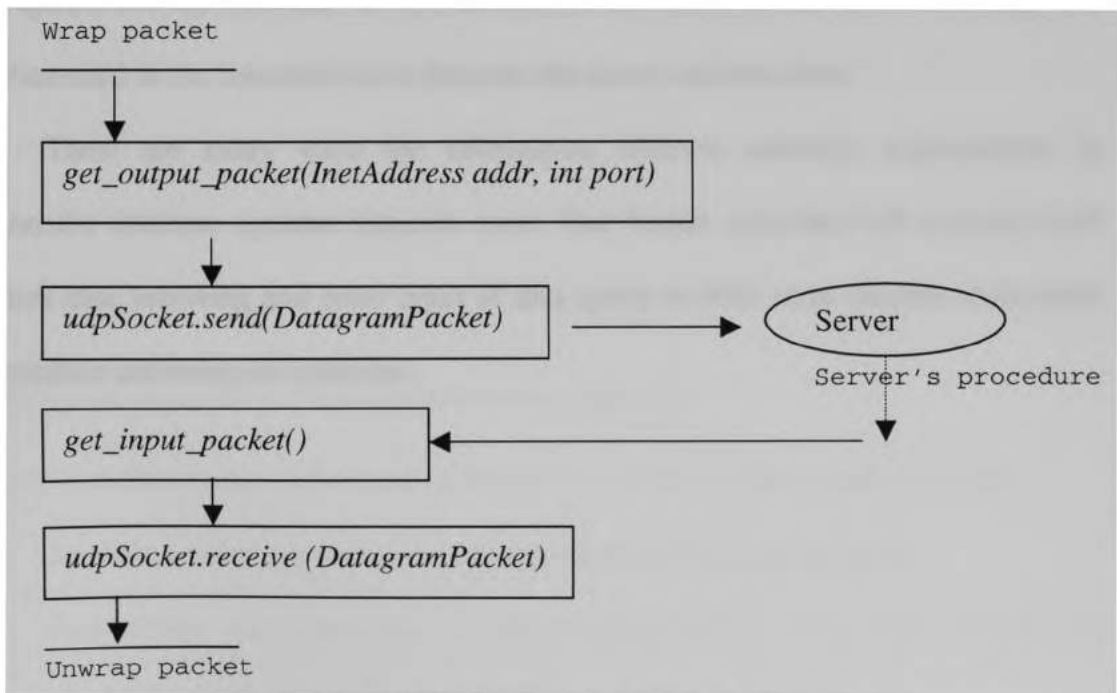 Wrap packet
get_output_packet(InetAddress addr, int port)
udpSocket.send(DatagramPacket)
Server
Server's procedure
get_input_packet()
udpSocket.receive (DatagramPacket)
Unwrap packet